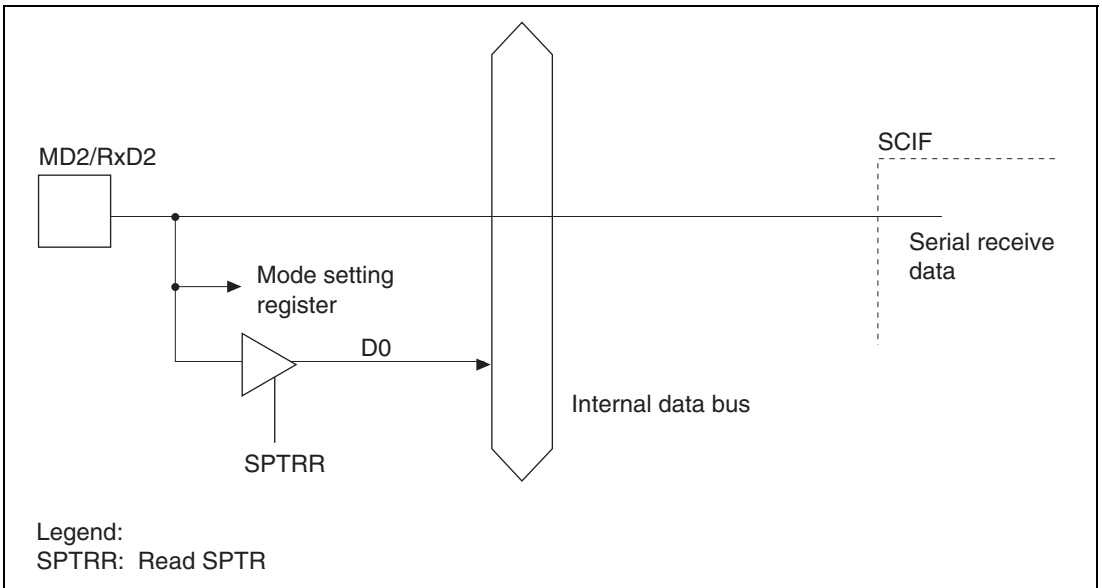 SCIF
MD2/RxD2
Serial receive
data
Mode setting
register
D0
Internal data bus
SPTRR
Legend:
SPTRR: Read SPTR